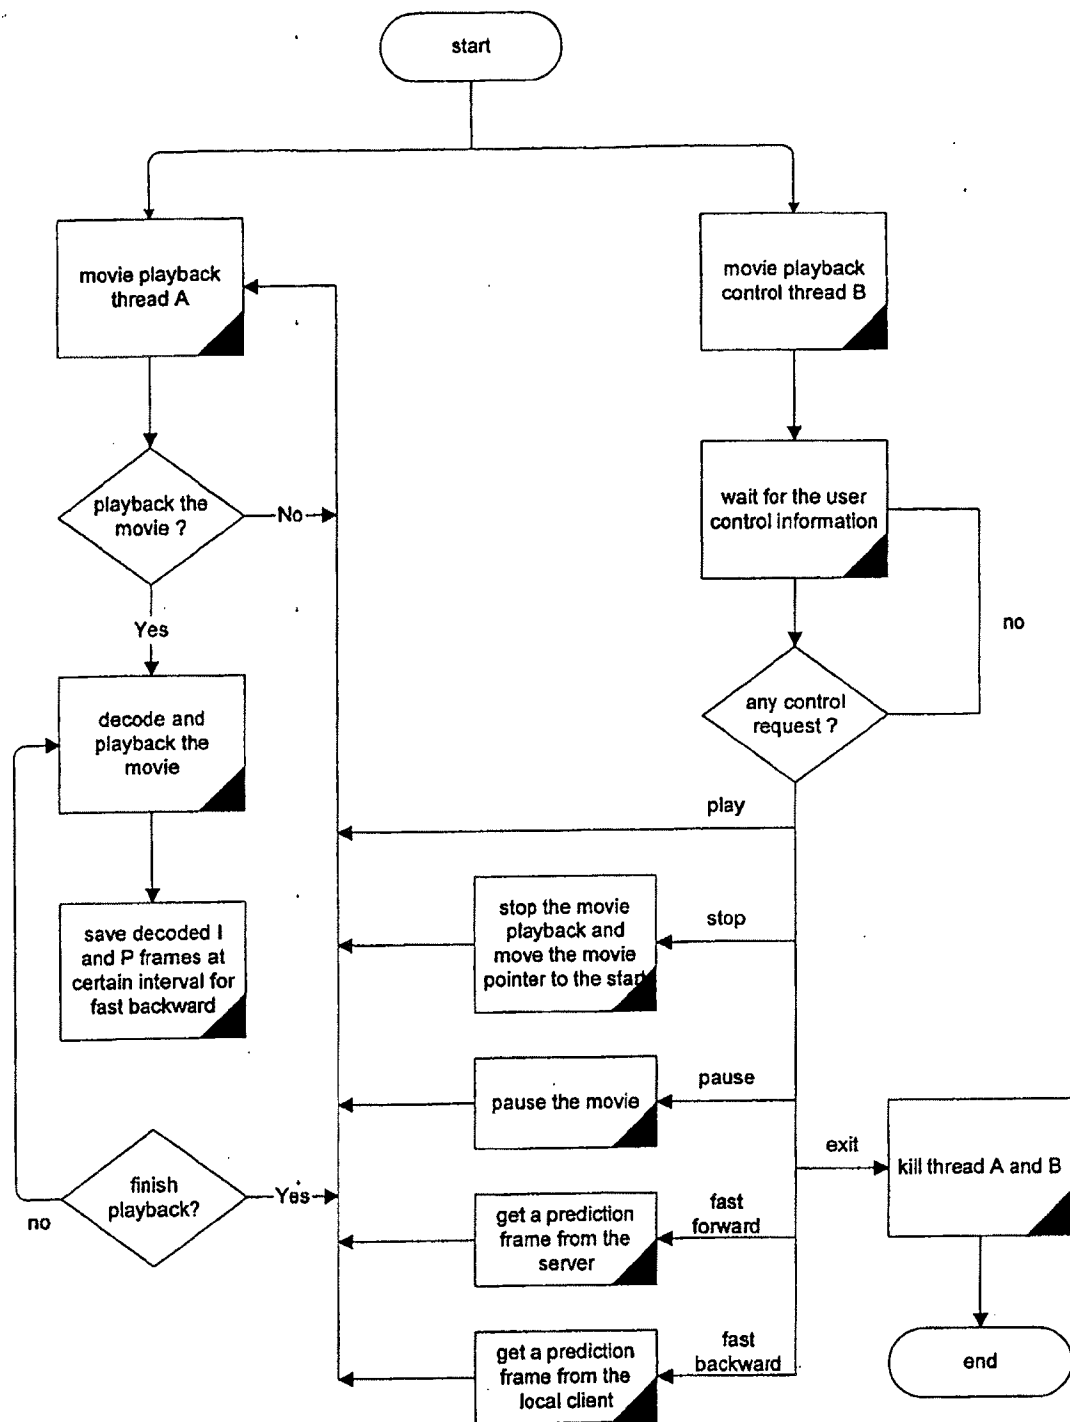 start
movie playback
thread A
movie playback
control thread B
playback the
movie ?
No
wait for the user
control information
Yes
no
any control
request ?
decode and
playback the
movie
play
save decoded I
and P frames at
certain interval for
fast backward
stop the movie
playback and
move the movie
pointer to the start
stop
pause the movie
pause
exit
kill thread A and B
finish
playback?
Yes
no
get a prediction
frame from the
server
fast
forward
get a prediction
frame from the
local client
fast
backward
end